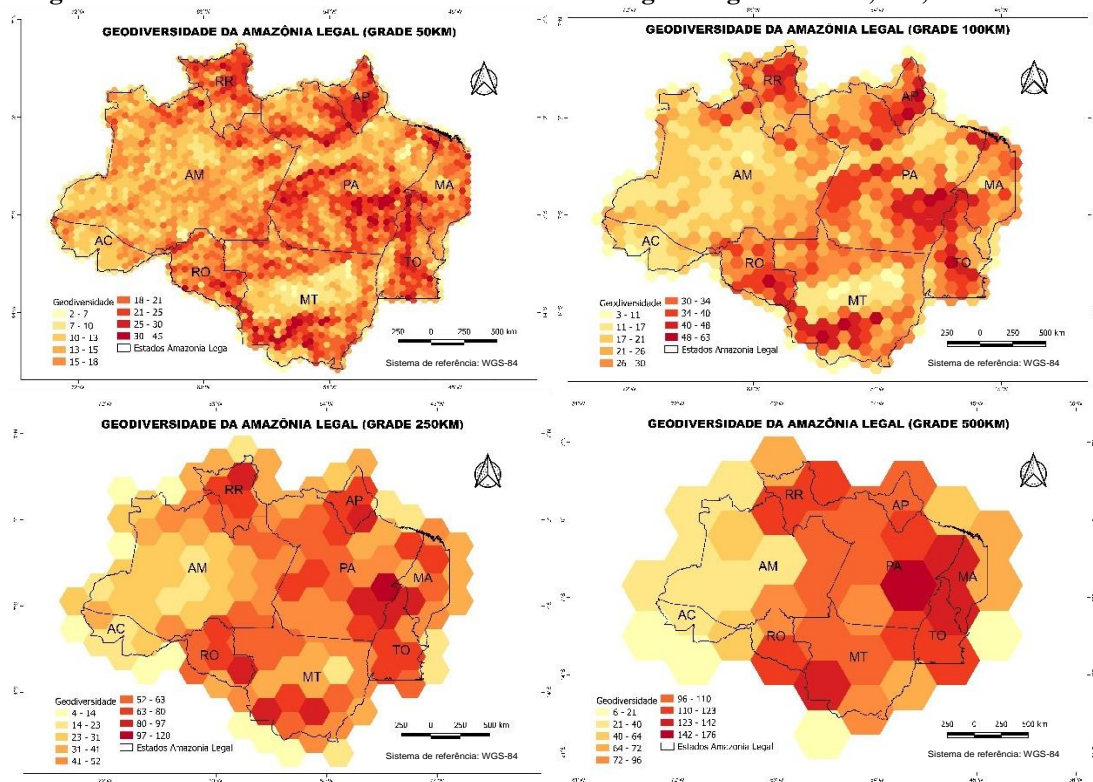 GEODIVERSIDADE DA AMAZÔNIA LEGAL (GRADE 50KM)
RR
AP
AM
PA
MA
AC
RO
TO
MT
Geodiversidade
2 - 7
7 - 10
10 - 13
13 - 15
15 - 18
18 - 21
21 - 25
25 - 30
30 - 45
Estados Amazonia Lega
250 0 250 500 km
Sistema de referência: WGS-84
GEODIVERSIDADE DA AMAZÔNIA LEGAL (GRADE 100KM)
RR
AP
AM
PA
MA
AC
RO
TO
MT
Geodiversidade
3 - 11
11 - 17
17 - 21
21 - 26
26 - 30
30 - 34
34 - 40
40 - 48
48 - 63
Estados Amazonia Legal
250 0 250 500 km
Sistema de referência: WGS-84
GEODIVERSIDADE DA AMAZÔNIA LEGAL (GRADE 250KM)
RR
AP
AM
PA
MA
AC
RO
TO
MT
Geodiversidade
4 - 14
14 - 23
23 - 31
31 - 41
41 - 52
52 - 63
63 - 80
80 - 97
97 - 120
Estados Amazonia Legal
250 0 250 500 km
Sistema de referência: WGS-84
GEODIVERSIDADE DA AMAZÔNIA LEGAL (GRADE 500KM)
RR
AP
AM
PA
MA
AC
RO
TO
MT
Geodiversidade
6 - 21
21 - 40
40 - 64
64 - 72
72 - 96
96 - 110
110 - 123
123 - 142
142 - 176
Estados Amazonia Legal
250 0 250 500 km
Sistema de referência: WGS-84